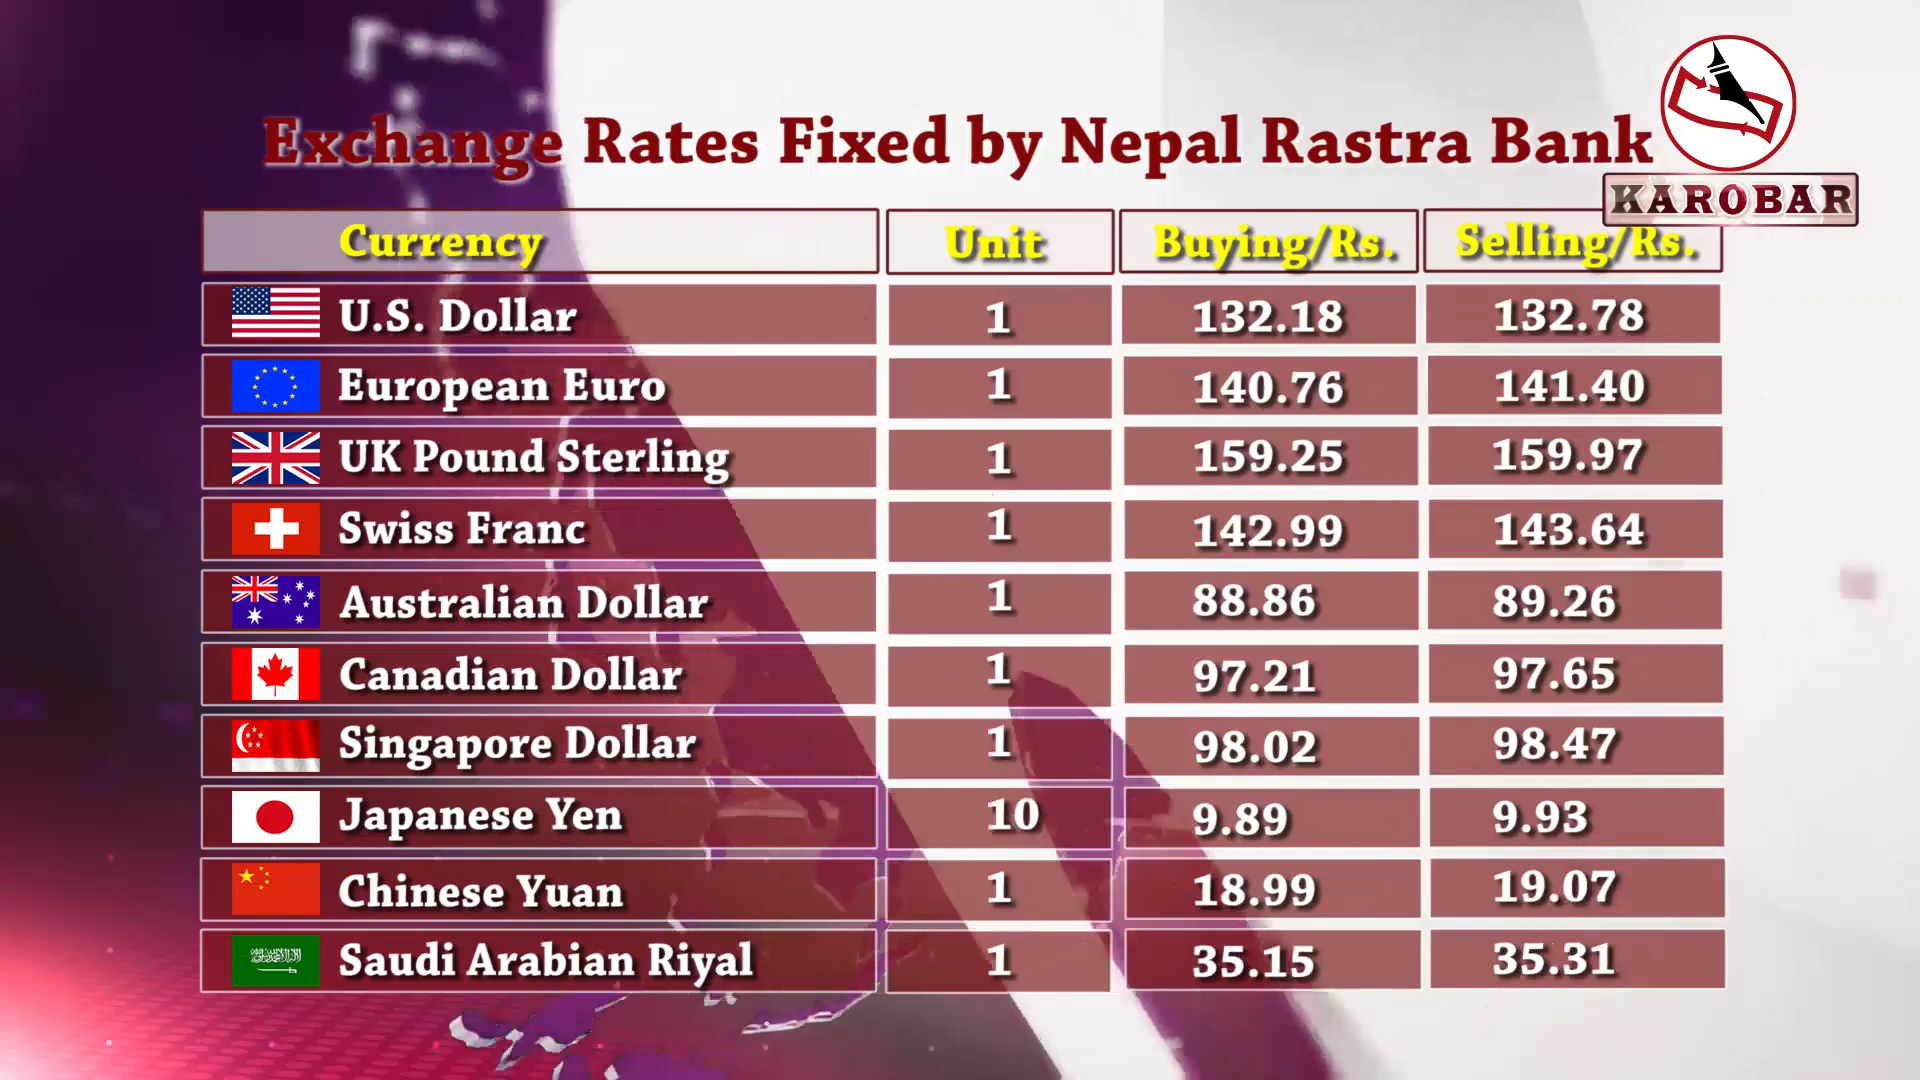 Exchange Rates Fixed by Nepal Rastra Bank
KAROBAR
Currency Unit Buying/Rs. Selling/Rs.
U.S. Dollar 1 132.18 132.78
European Euro 1 140.76 141.40
UK Pound Sterling 1 159.25 159.97
Swiss Franc 1 142.99 143.64
Australian Dollar 1 88.86 89.26
Canadian Dollar 1 97.21 97.65
Singapore Dollar 1 98.02 98.47
Japanese Yen 10 9.89 9.93
Chinese Yuan 1 18.99 19.07
Saudi Arabian Riyal 1 35.15 35.31